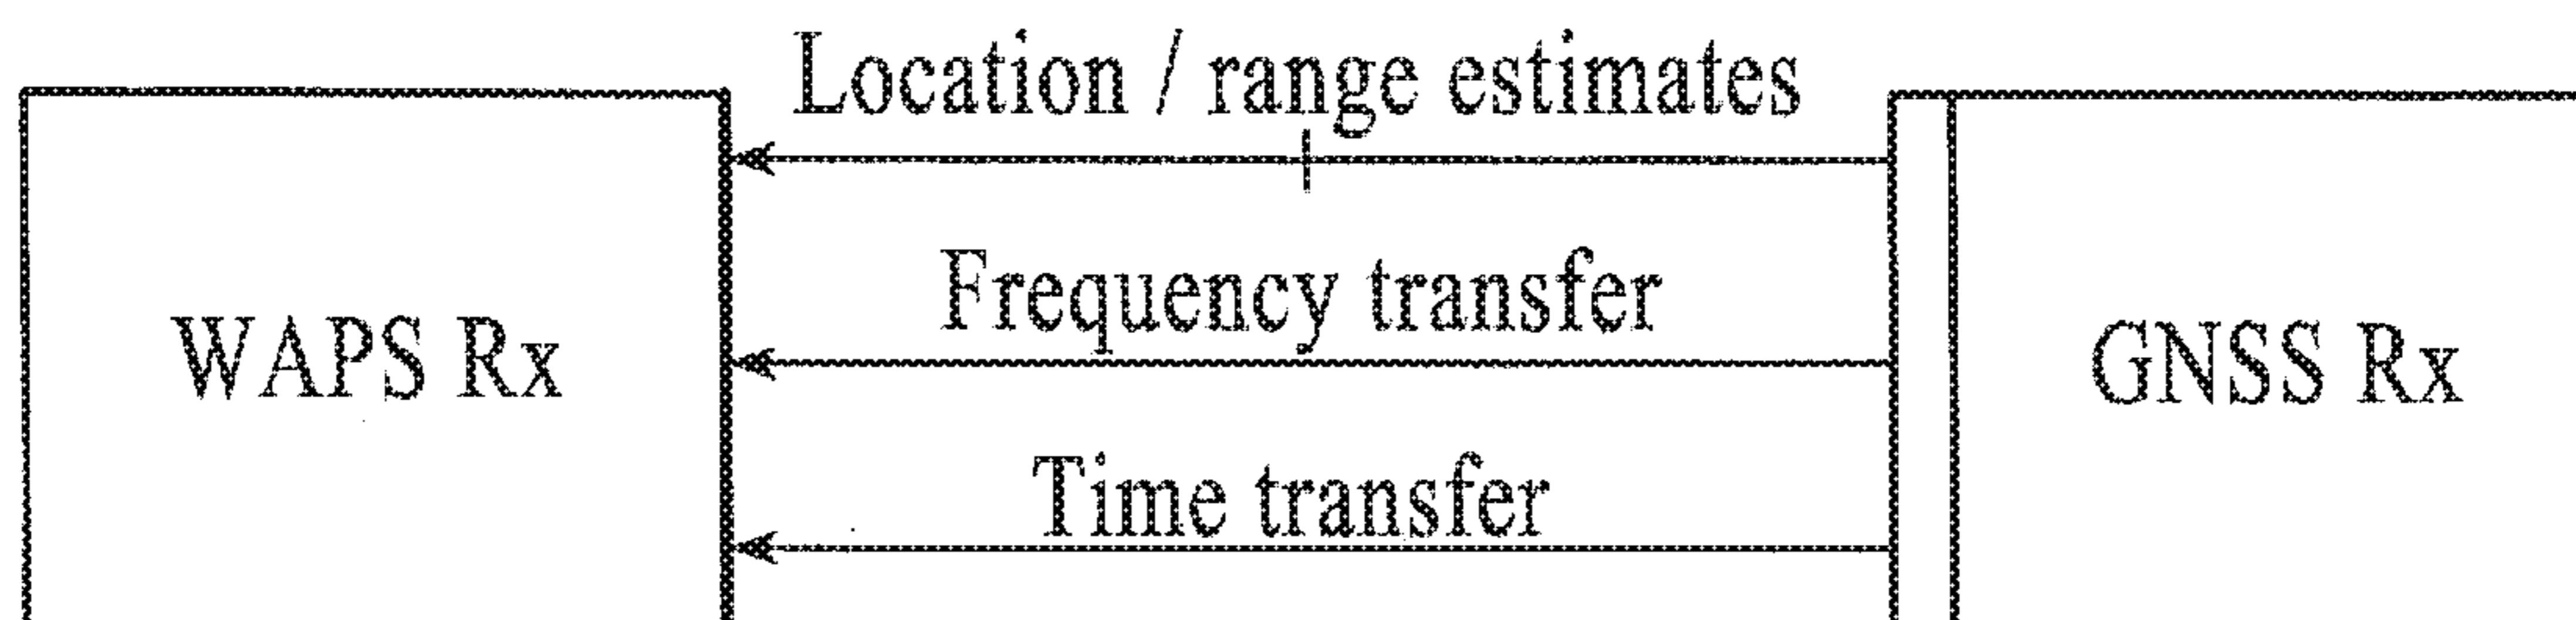 Location / range estimates
Frequency transfer
WAPS Rx
GNSS Rx
Time transfer